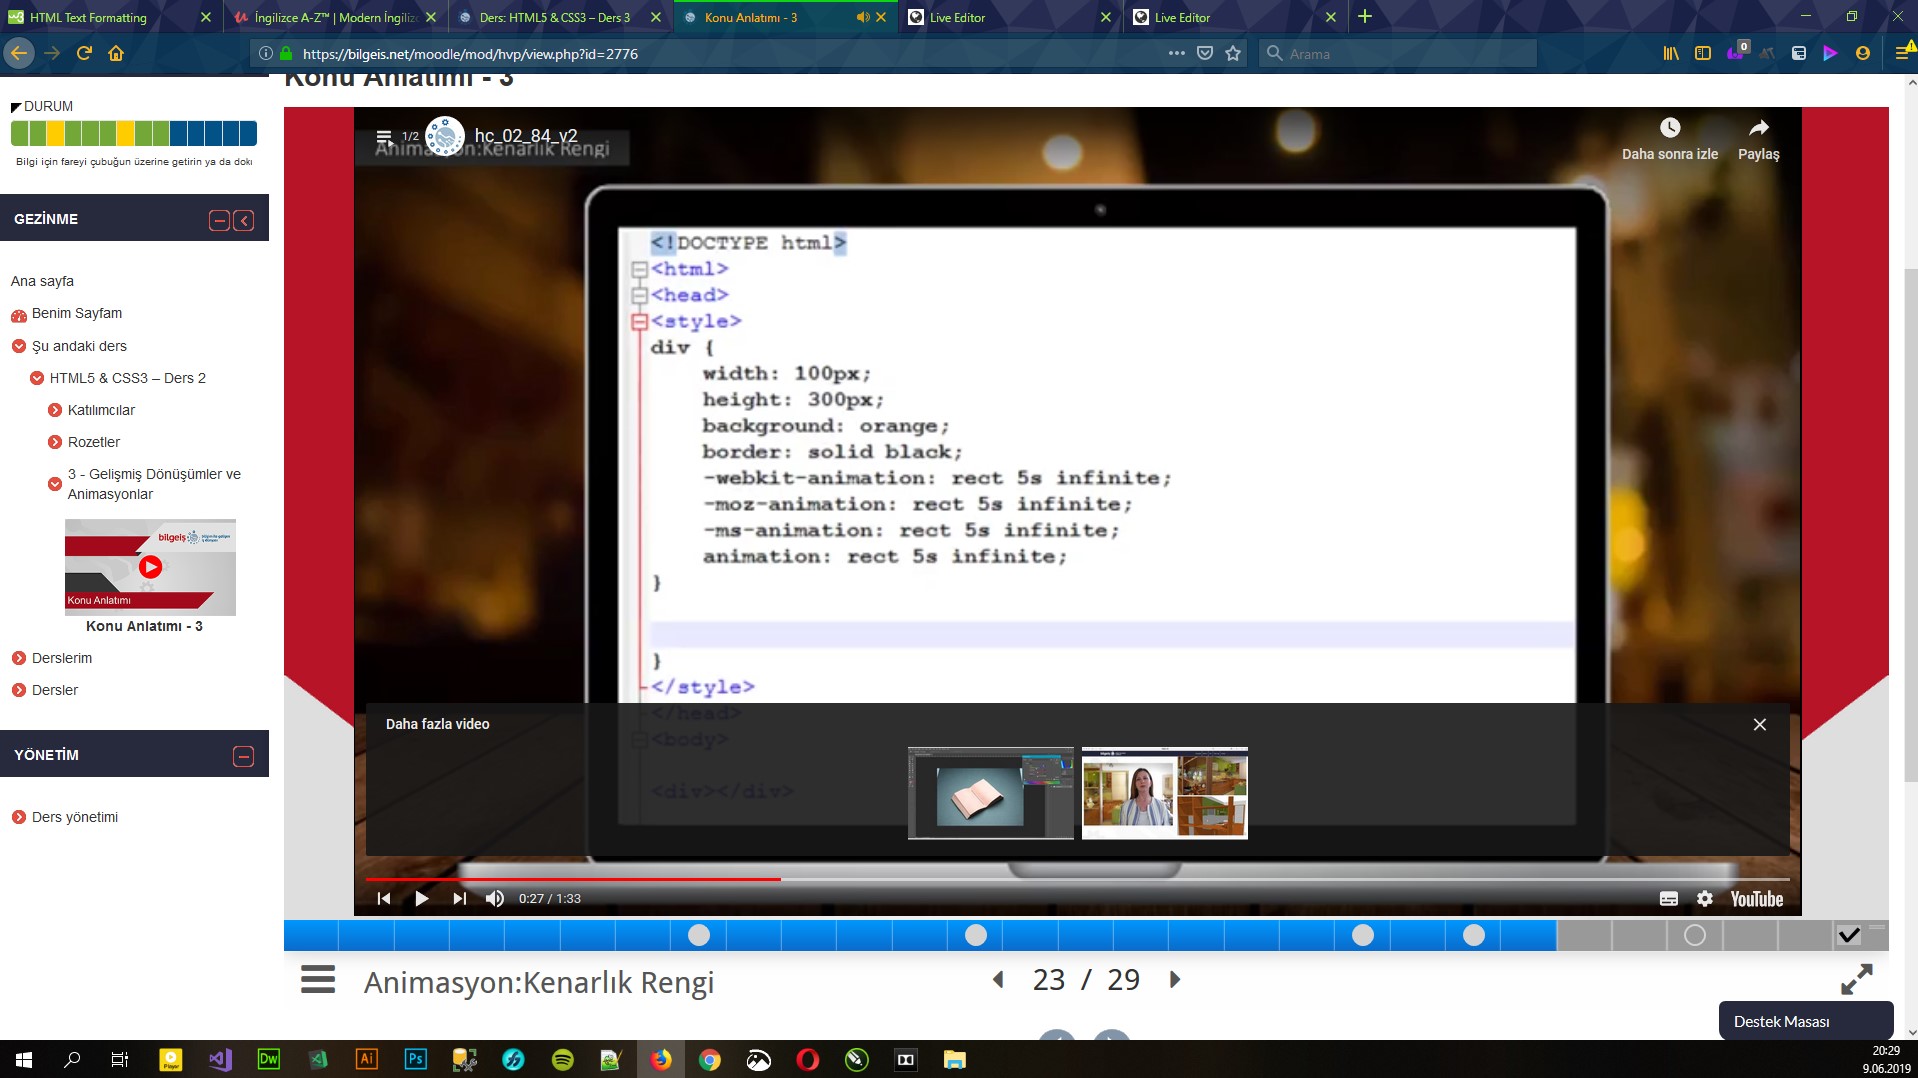 HTML Text Formatting
İngilizce A-Z™ | Modern İngiliz
Ders: HTML5 & CSS3 – Ders 3
Konu Anlatımı - 3
Live Editor
Live Editor
https://bilgeis.net/moodle/mod/hvp/view.php?id=2776
Arama
0
Konu Anlatımı - 3
DURUM
Bilgi için fareyi çubuğun üzerine getirin ya da doku
GEZİNME
Ana sayfa
Benim Sayfam
Şu andaki ders
HTML5 & CSS3 – Ders 2
Katılımcılar
Rozetler
3 - Gelişmiş Dönüşümler ve
Animasyonlar
bilgeiş
Konu Anlatımı
Konu Anlatımı - 3
Derslerim
Dersler
YÖNETİM
Ders yönetimi
1/2
hc_02_84_v2
Animasyon:Kenarlık Rengi
Daha sonra izle
Paylaş
<!DOCTYPE html>
<html>
<head>
<style>
div {
width: 100px;
height: 300px;
background: orange;
border: solid black;
-webkit-animation: rect 5s infinite;
-moz-animation: rect 5s infinite;
-ms-animation: rect 5s infinite;
animation: rect 5s infinite;
}
}
</style>
</head>
<body>
<div></div>
Daha fazla video
0:27 / 1:33
YouTube
Animasyon:Kenarlık Rengi
23 / 29
Destek Masası
Player
Dw
Ai
Ps
20:29
9.06.2019